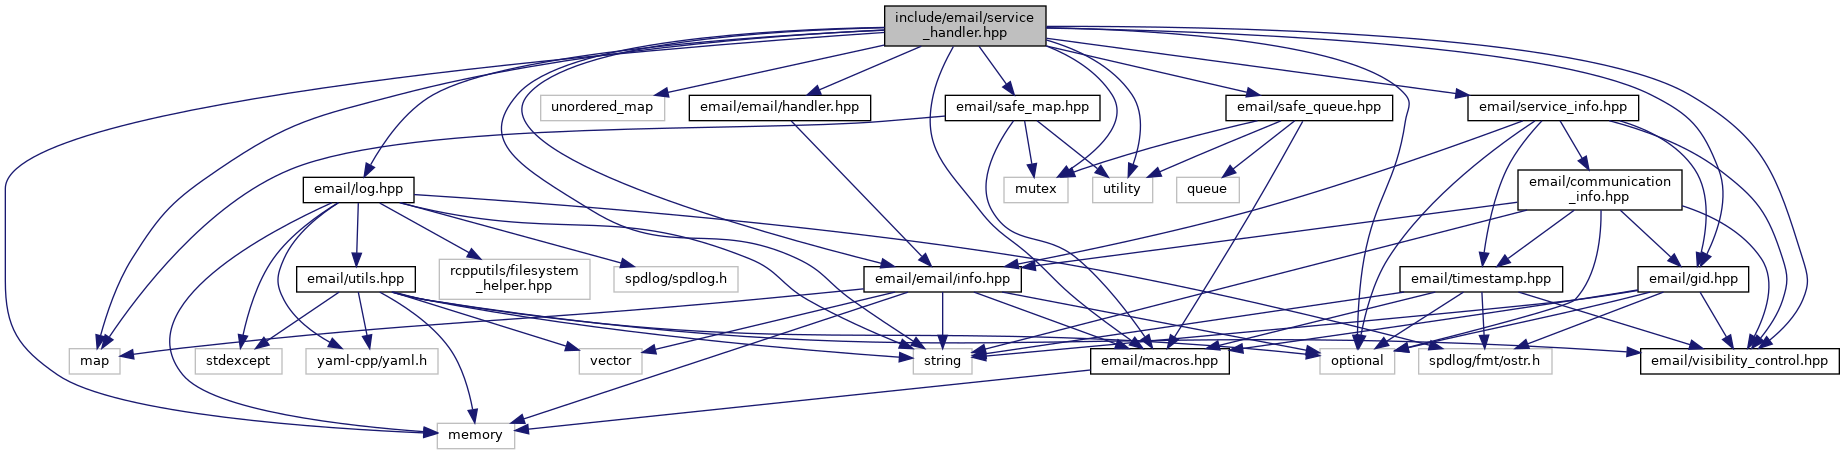 include/email/service
_handler.hpp
unordered_map
email/email/handler.hpp
email/safe_map.hpp
email/safe_queue.hpp
email/service_info.hpp
email/log.hpp
mutex
utility
queue
email/communication
_info.hpp
email/utils.hpp
rcpputils/filesystem
_helper.hpp
spdlog/spdlog.h
email/email/info.hpp
email/timestamp.hpp
email/gid.hpp
map
stdexcept
yaml-cpp/yaml.h
vector
string
email/macros.hpp
optional
spdlog/fmt/ostr.h
email/visibility_control.hpp
memory